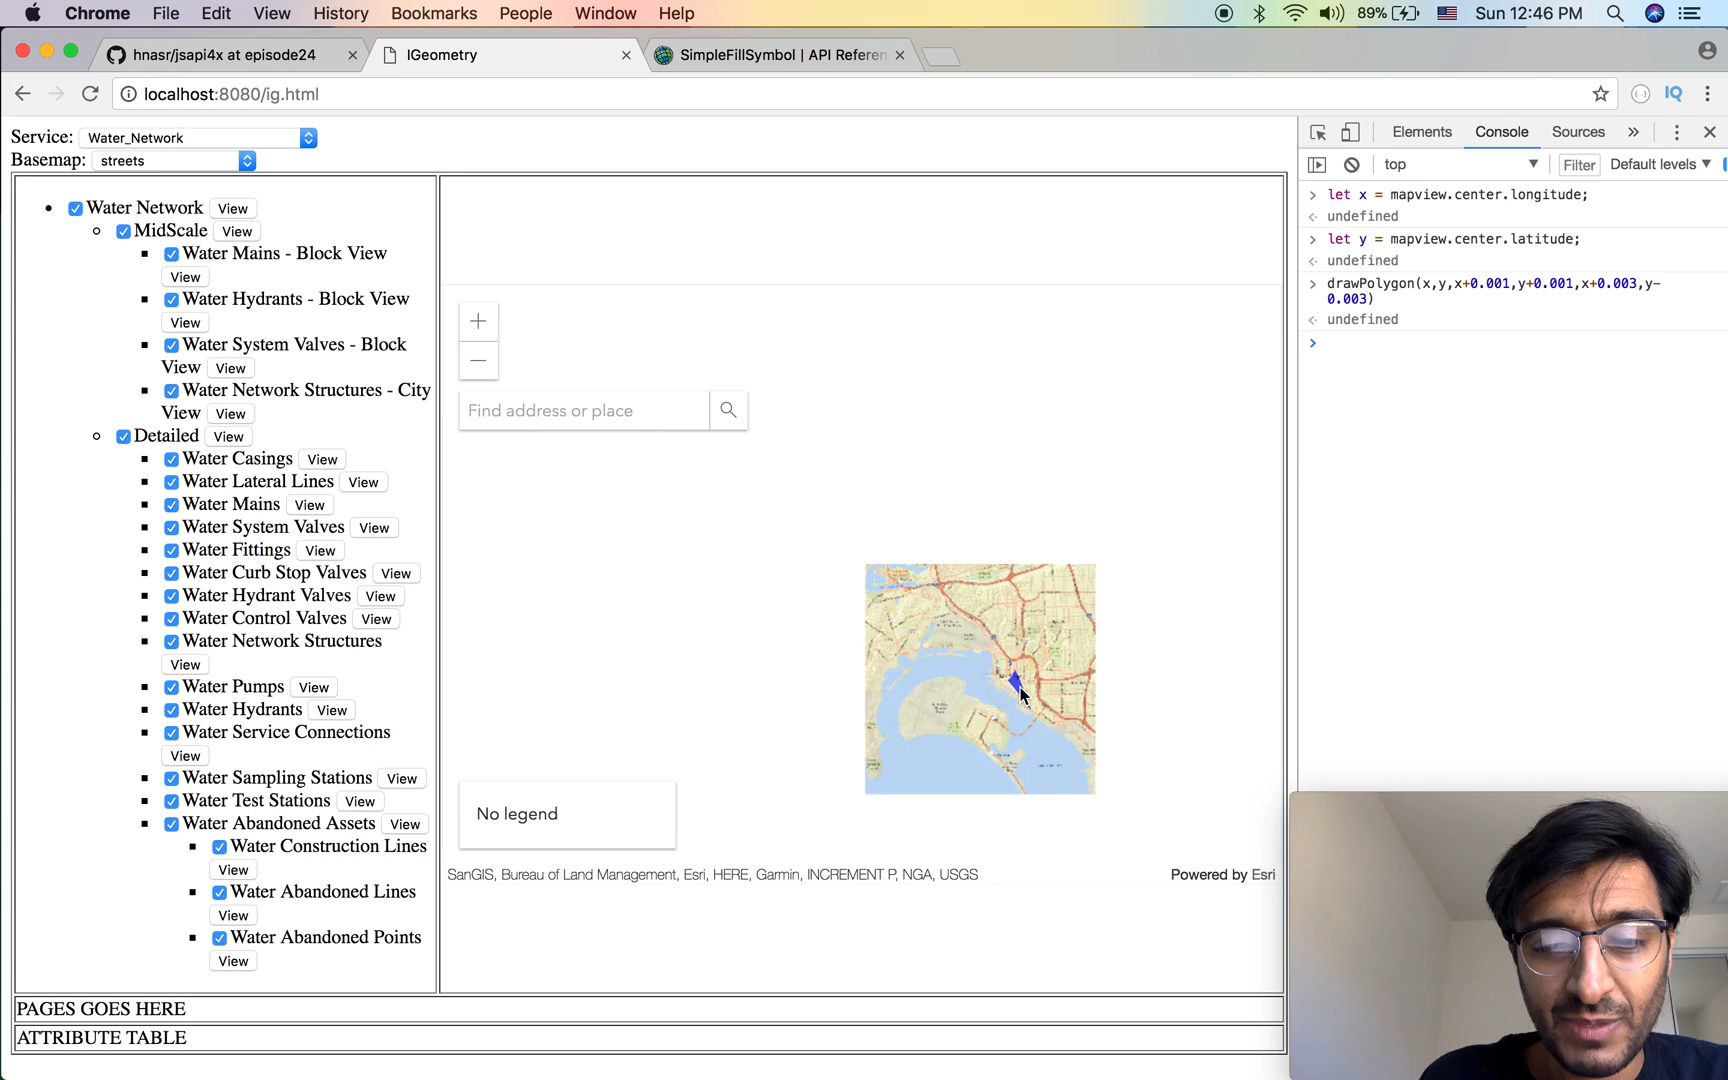 Chrome File Edit View History Bookmarks People Window Help 89% Sun 12:46 PM
hnasr/jsapi4x at episode24
IGeometry
SimpleFillSymbol | API Referen
localhost:8080/ig.html
IQ
Service: Water_Network
Basemap: streets
Water Network View
MidScale View
Water Mains - Block View
View
Water Hydrants - Block View
View
Water System Valves - Block
View View
Water Network Structures - City
View View
Detailed View
Water Casings View
Water Lateral Lines View
Water Mains View
Water System Valves View
Water Fittings View
Water Curb Stop Valves View
Water Hydrant Valves View
Water Control Valves View
Water Network Structures
View
Water Pumps View
Water Hydrants View
Water Service Connections
View
Water Sampling Stations View
Water Test Stations View
Water Abandoned Assets View
Water Construction Lines
View
Water Abandoned Lines
View
Water Abandoned Points
View
Find address or place
No legend
SanGIS, Bureau of Land Management, Esri, HERE, Garmin, INCREMENT P, NGA, USGS
Powered by Esri
PAGES GOES HERE
ATTRIBUTE TABLE
Elements Console Sources »
top Filter Default levels
let x = mapview.center.longitude;
undefined
let y = mapview.center.latitude;
undefined
drawPolygon(x,y,x+0.001,y+0.001,x+0.003,y-
0.003)
undefined